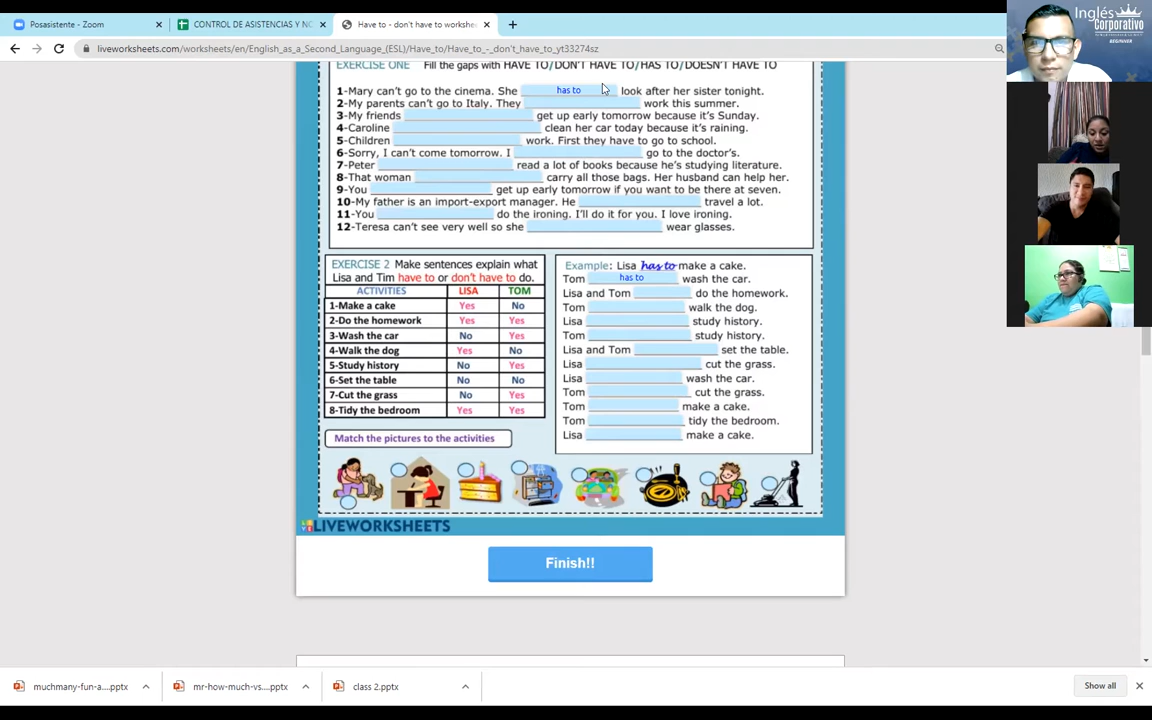 Posasistente - Zoom
CONTROL DE ASISTENCIAS Y NO
Have to - don't have to workshe
liveworksheets.com/worksheets/en/English_as_a_Second_Language_(ESL)/Have_to/Have_to_-_don't_have_to_yt33274sz
Inglés
Corporativo
BEGINNER
EXERCISE ONE Fill the gaps with HAVE TO/DON'T HAVE TO/HAS TO/DOESN'T HAVE TO
1-Mary can't go to the cinema. She has to look after her sister tonight.
2-My parents can't go to Italy. They work this summer.
3-My friends get up early tomorrow because it's Sunday.
4-Caroline clean her car today because it's raining.
5-Children work. First they have to go to school.
6-Sorry, I can't come tomorrow. I go to the doctor's.
7-Peter read a lot of books because he's studying literature.
8-That woman carry all those bags. Her husband can help her.
9-You get up early tomorrow if you want to be there at seven.
10-My father is an import-export manager. He travel a lot.
11-You do the ironing. I'll do it for you. I love ironing.
12-Teresa can't see very well so she wear glasses.
EXERCISE 2 Make sentences explain what
Lisa and Tim have to or don't have to do.
ACTIVITIES LISA TOM
1-Make a cake Yes No
2-Do the homework Yes Yes
3-Wash the car No Yes
4-Walk the dog Yes No
5-Study history No Yes
6-Set the table No No
7-Cut the grass No Yes
8-Tidy the bedroom Yes Yes
Match the pictures to the activities
Example: Lisa has to make a cake.
Tom has to wash the car.
Lisa and Tom do the homework.
Tom walk the dog.
Lisa study history.
Tom study history.
Lisa and Tom set the table.
Lisa cut the grass.
Lisa wash the car.
Tom cut the grass.
Tom make a cake.
Tom tidy the bedroom.
Lisa make a cake.
LIVEWORKSHEETS
Finish!!
muchmany-fun-a....pptx
mr-how-much-vs....pptx
class 2.pptx
Show all